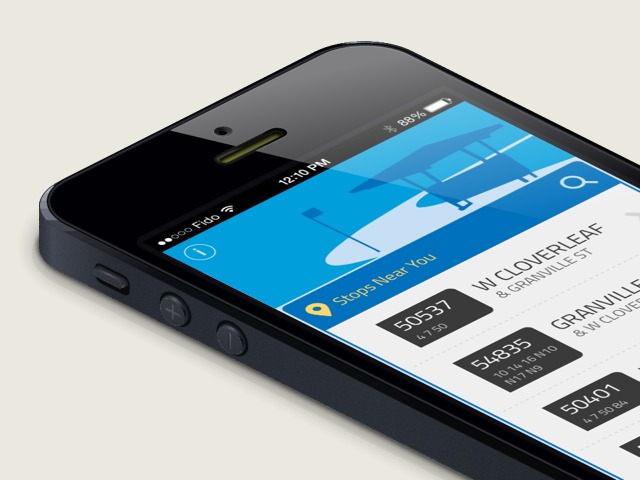 Fido 12:10 PM 88%
Stops Near You
50537
4 7 50
W CLOVERLEAF
& GRANVILLE ST
54835
10 14 16 N10
N17 N9
GRANVILLE
& W CLOVE
50401
4 7 50 84